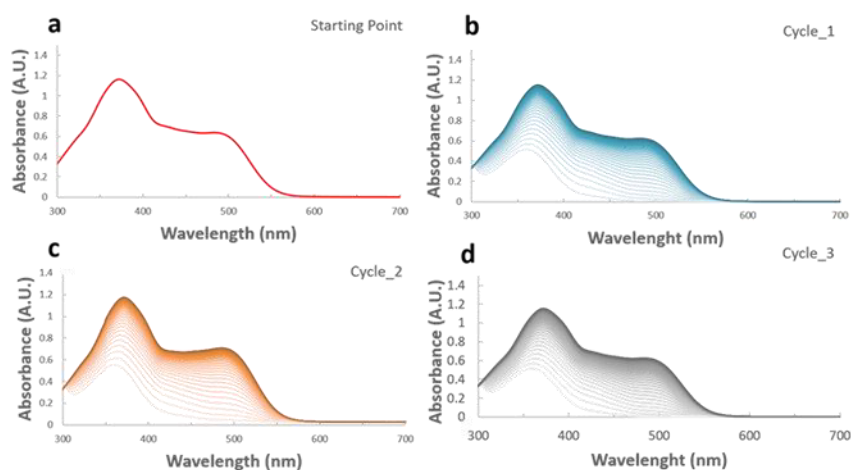 a
Starting Point
Absorbance (A.U.)
1.4
1.2
1
0.8
0.6
0.4
0.2
0
300 400 500 600 700
Wavelength (nm)
b
Cycle_1
Absorbance (A.U.)
1.4
1.2
1
0.8
0.6
0.4
0.2
0
300 400 500 600 700
Wavelenght (nm)
c
Cycle_2
Absorbance (A.U.)
1.4
1.2
1
0.8
0.6
0.4
0.2
0
300 400 500 600 700
Wavelength (nm)
d
Cycle_3
Absorbance (A.U.)
1.4
1.2
1
0.8
0.6
0.4
0.2
0
300 400 500 600 700
Wavelenght (nm)